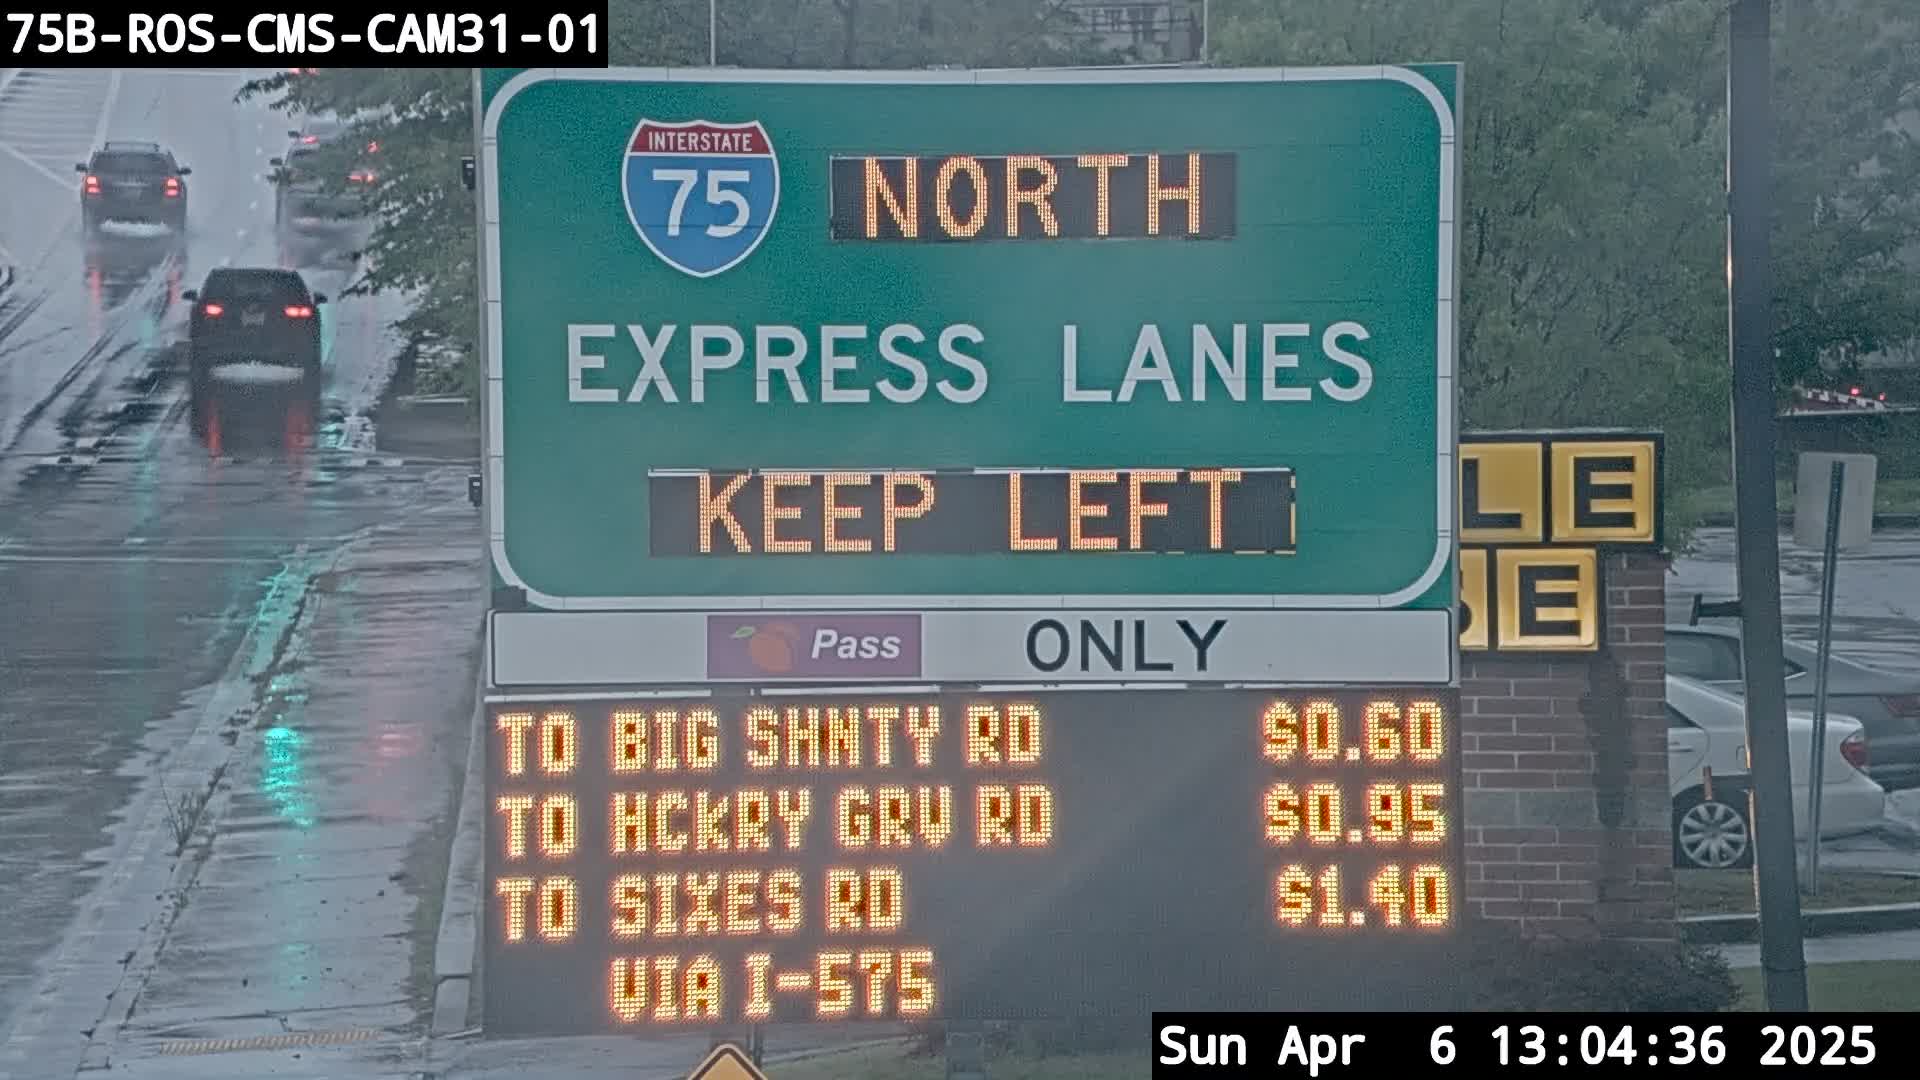 75B-ROS-CMS-CAM31-01
INTERSTATE
75
NORTH
EXPRESS LANES
KEEP LEFT
Pass ONLY
TO BIG SHNTY RD $0.60
TO HCKRY GRV RD $0.95
TO SIXES RD $1.40
VIA I-575
LE
E
Sun Apr 6 13:04:36 2025